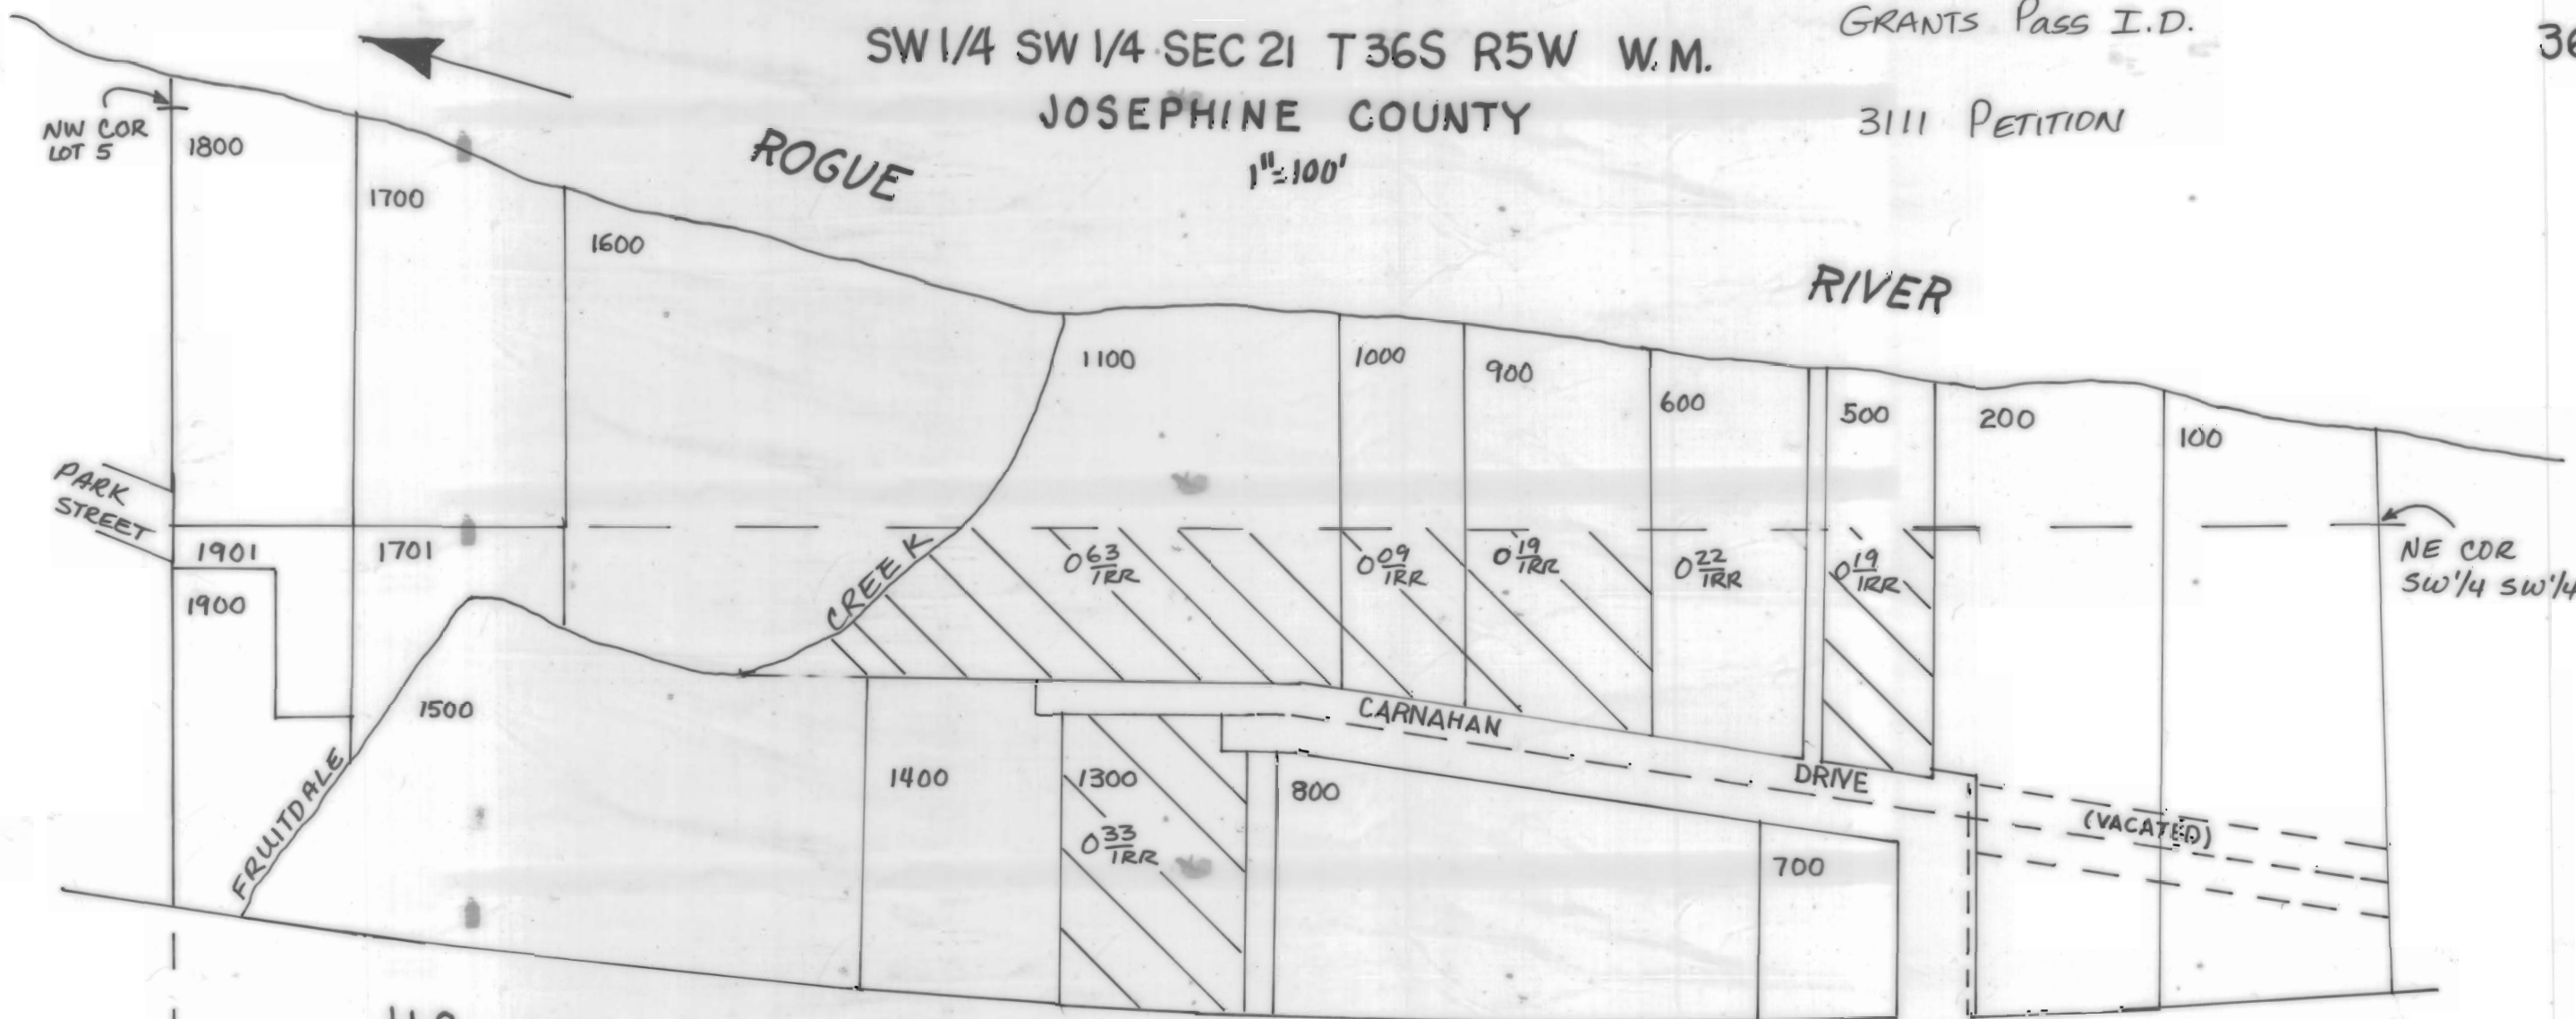 SW 1/4 SW 1/4 SEC 21 T36S R5W W.M.
JOSEPHINE COUNTY
1"=100'
GRANTS Pass I.D.
3111 PETITION
36
NW COR
LOT 5
ROGUE
RIVER
1800
1700
1600
1100
1000
900
600
500
200
100
PARK
STREET
1901
1701
1900
CREEK
0 63/IRR
0 09/IRR
0 19/IRR
0 22/IRR
0 19/IRR
NE COR
SW 1/4 SW 1/4
FRUITDALE
1500
1400
1300
0 33/IRR
CARNAHAN
DRIVE
800
700
(VACATED)